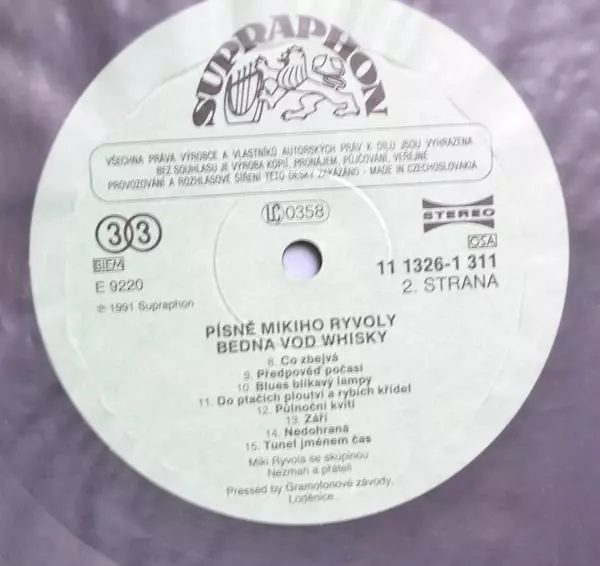 SUPRAPHON
VŠECHNA PRÁVA VÝROBCE A VLASTNÍKŮ AUTORSKÝCH PRÁV K DÍLU JSOU VYHRAZENA
BEZ SOUHLASU JE VÝROBA KOPIÍ, PRONÁJEM, PŮJČOVÁNÍ, VEŘEJNÉ
PROVOZOVÁNÍ A ROZHLASOVÉ ŠÍŘENÍ TÉTO DESKY ZAKÁZÁNO - MADE IN CZECHOSLOVAKIA
33
LC 0358
STEREO
BIEM
OSA
E 9220
11 1326-1 311
℗ 1991 Supraphon
2. STRANA
PÍSNĚ MIKIHO RYVOLY
BEDNA VOD WHISKY
8. Co zbejvá
9. Předpověď počasí
10. Blues blikavý lampy
11. Do ptačích ploutví a rybích křídel
12. Půlnoční kvítí
13. Září
14. Nedohraná
15. Tunel jménem čas
Miki Ryvola se skupinou
Nezmaři a přáteli
Pressed by Gramofonové závody,
Loděnice